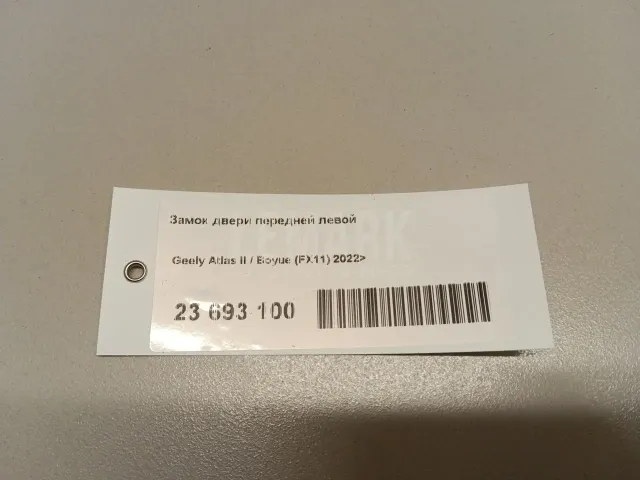 Замок двери передней левой
Geely Atlas II / Boyue (FX11) 2022>
23 693 100